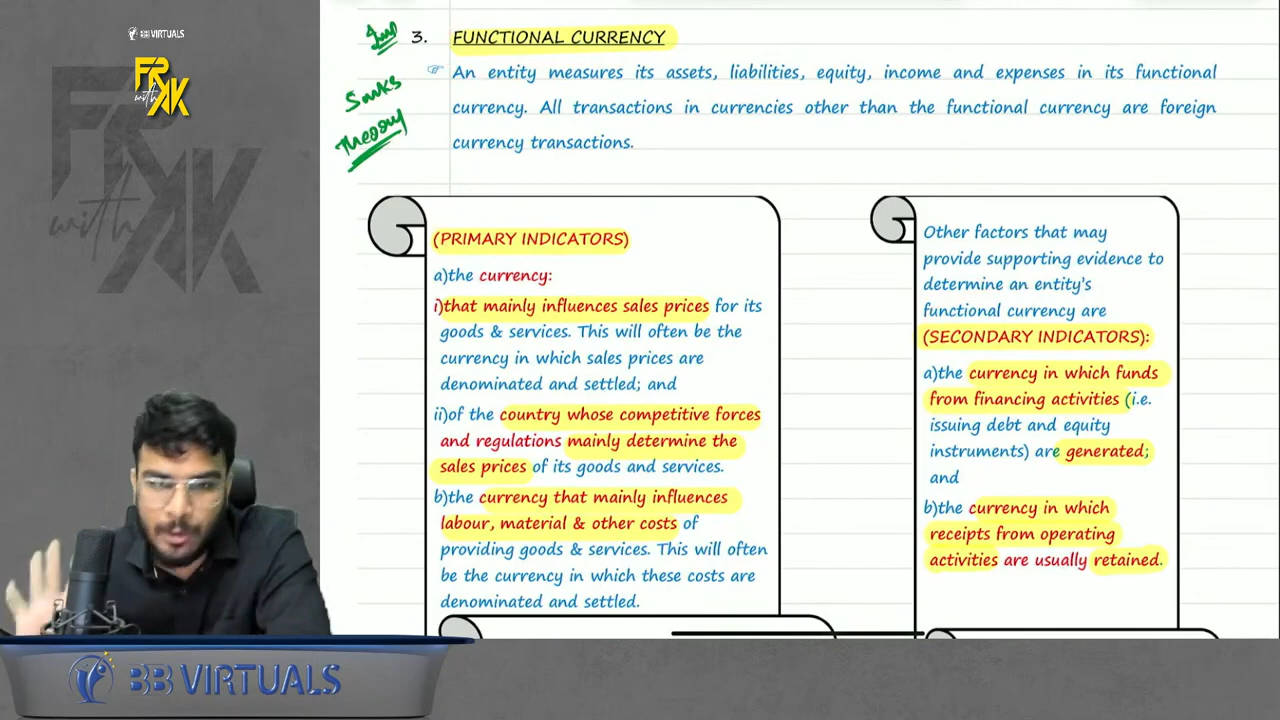 BB VIRTUALS
FR
with
AK
FR
with
AK
Imp
5mks
Theory
3. FUNCTIONAL CURRENCY
☞ An entity measures its assets, liabilities, equity, income and expenses in its functional
currency. All transactions in currencies other than the functional currency are foreign
currency transactions.
(PRIMARY INDICATORS)
a)the currency:
i)that mainly influences sales prices for its
goods & services. This will often be the
currency in which sales prices are
denominated and settled; and
ii)of the country whose competitive forces
and regulations mainly determine the
sales prices of its goods and services.
b)the currency that mainly influences
labour, material & other costs of
providing goods & services. This will often
be the currency in which these costs are
denominated and settled.
Other factors that may
provide supporting evidence to
determine an entity's
functional currency are
(SECONDARY INDICATORS):
a)the currency in which funds
from financing activities (i.e.
issuing debt and equity
instruments) are generated;
and
b)the currency in which
receipts from operating
activities are usually retained.
BB VIRTUALS